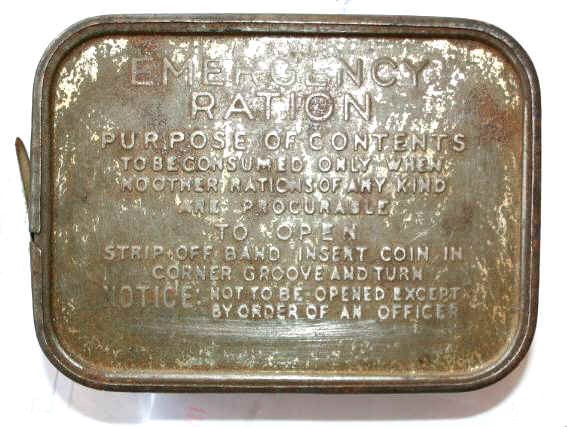 EMERGENCY
RATION
PURPOSE OF CONTENTS
TO BE CONSUMED ONLY WHEN
NO OTHER RATIONS OF ANY KIND
ARE PROCURABLE
TO OPEN
STRIP OFF BAND INSERT COIN IN
CORNER GROOVE AND TURN
NOTICE: NOT TO BE OPENED EXCEPT
BY ORDER OF AN OFFICER